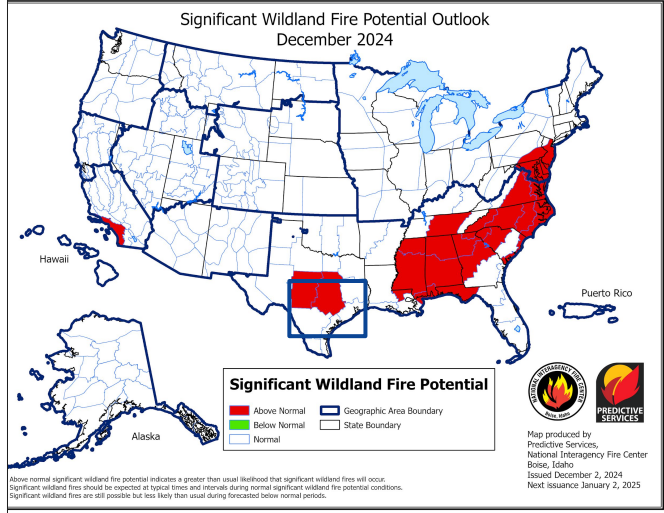 Significant Wildland Fire Potential Outlook
December 2024
Hawaii
Puerto Rico
Alaska
Significant Wildland Fire Potential
Above Normal
Geographic Area Boundary
Below Normal
State Boundary
Normal
NATIONAL INTERAGENCY FIRE CENTER
Boise, Idaho
PREDICTIVE
SERVICES
Map produced by
Predictive Services,
National Interagency Fire Center
Boise, Idaho
Issued December 2, 2024
Next issuance January 2, 2025
Above normal significant wildland fire potential indicates a greater than usual likelihood that significant wildland fires will occur.
Significant wildland fires should be expected at typical times and intervals during normal significant wildland fire potential conditions.
Significant wildland fires are still possible but less likely than usual during forecasted below normal periods.